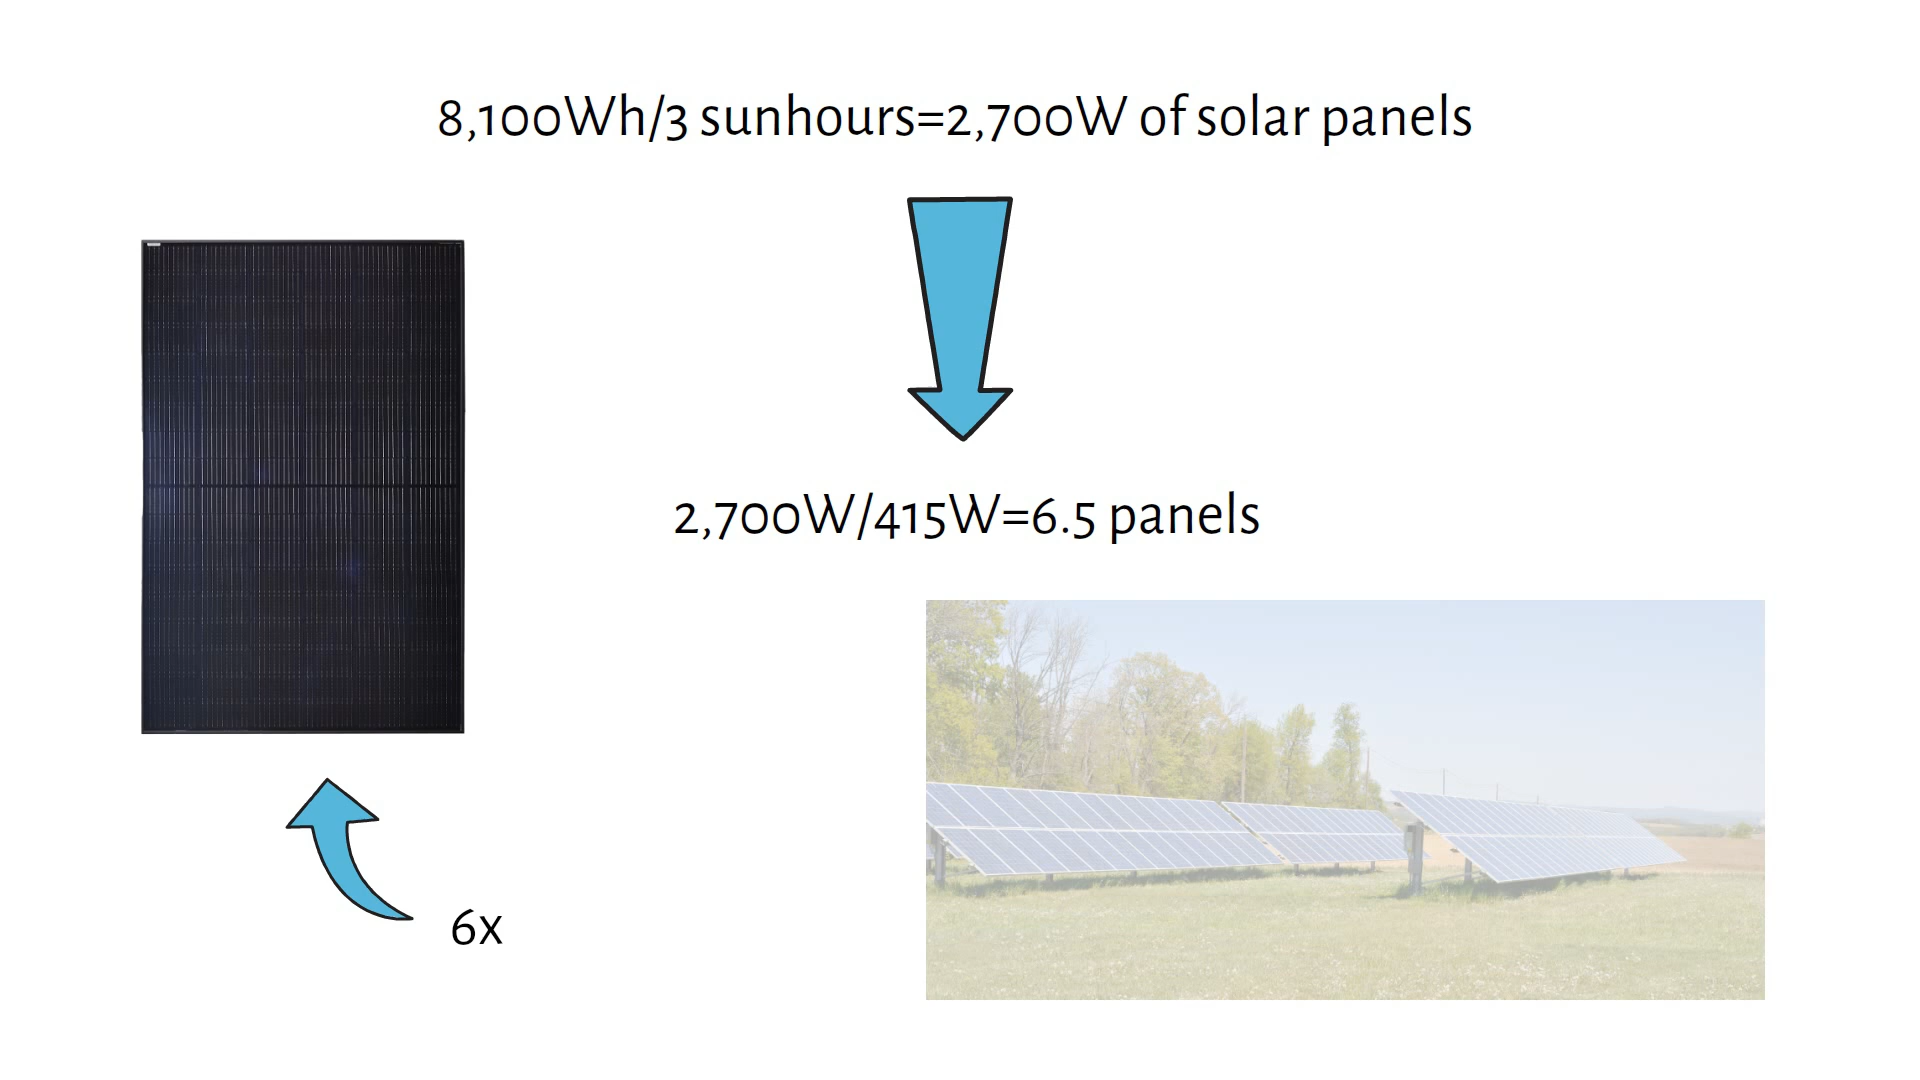 8,100Wh/3 sunhours=2,700W of solar panels
2,700W/415W=6.5 panels
6x